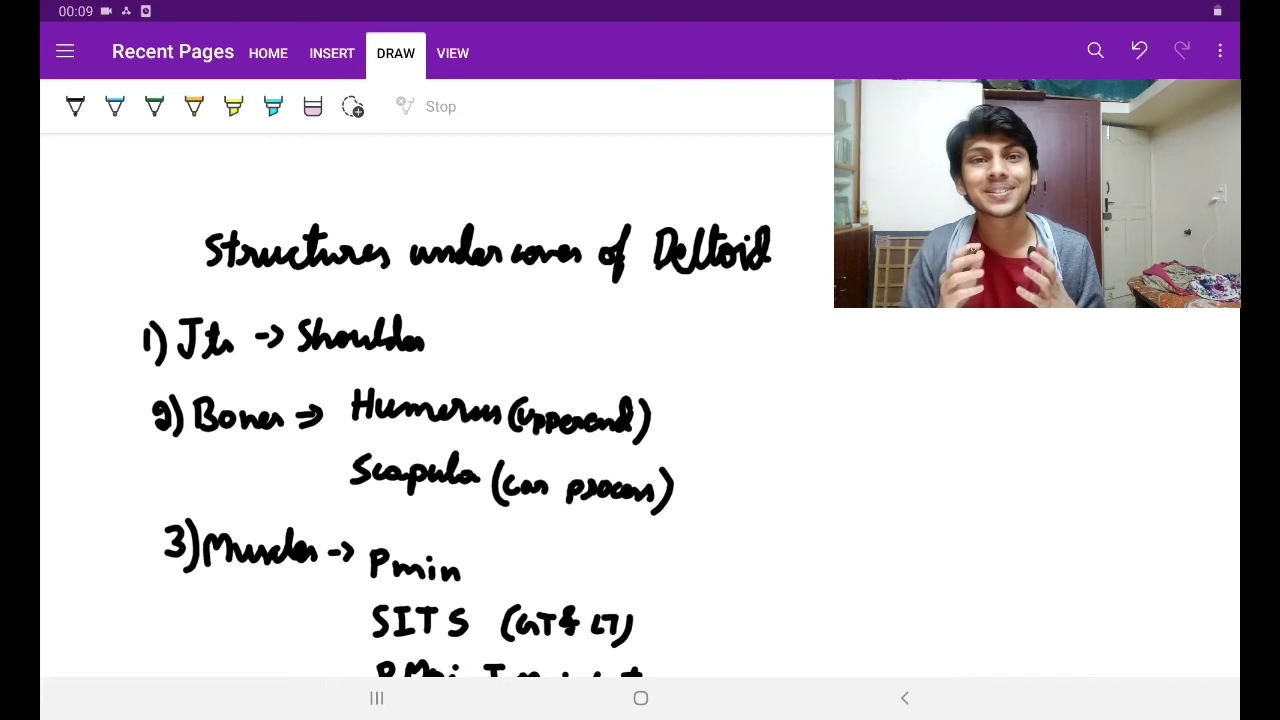 00:09
Recent Pages HOME INSERT DRAW VIEW
Stop
Structures under cover of Deltoid
1) Jts -> Shoulder
2) Bones => Humerus (upper end)
Scapula (Cor process)
3) Muscles -> P min
SITS (GT & LT)